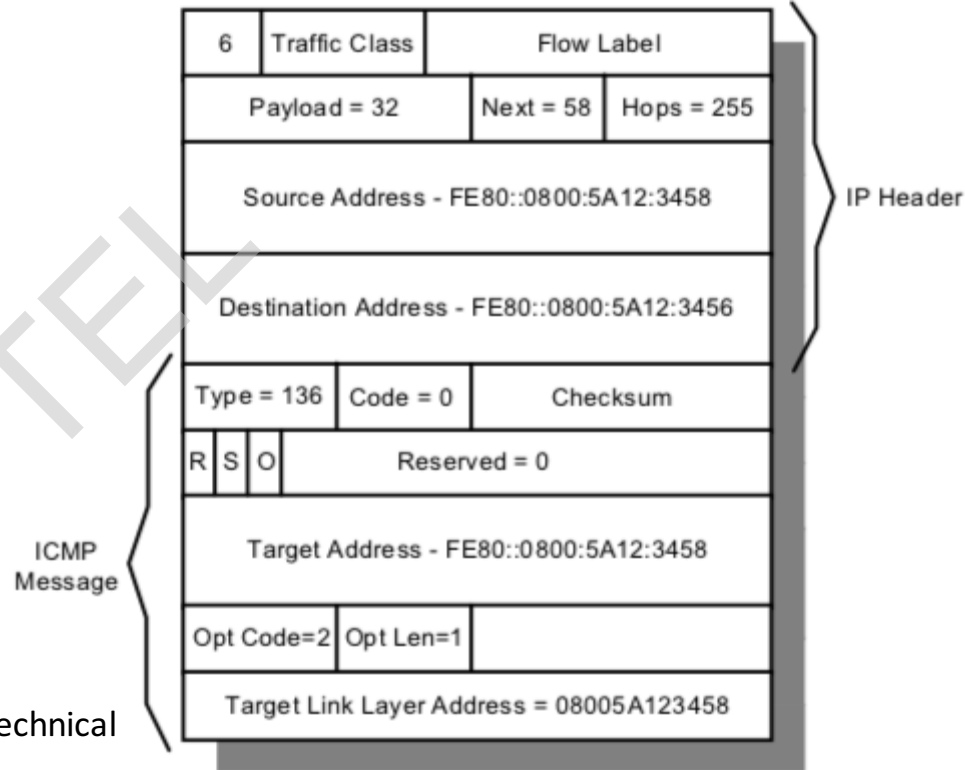 6 Traffic Class Flow Label
Payload = 32 Next = 58 Hops = 255
Source Address - FE80::0800:5A12:3458
IP Header
Destination Address - FE80::0800:5A12:3456
Type = 136 Code = 0 Checksum
R S O Reserved = 0
ICMP
Message
Target Address - FE80::0800:5A12:3458
Opt Code=2 Opt Len=1
Target Link Layer Address = 08005A123458
echnical
TEL